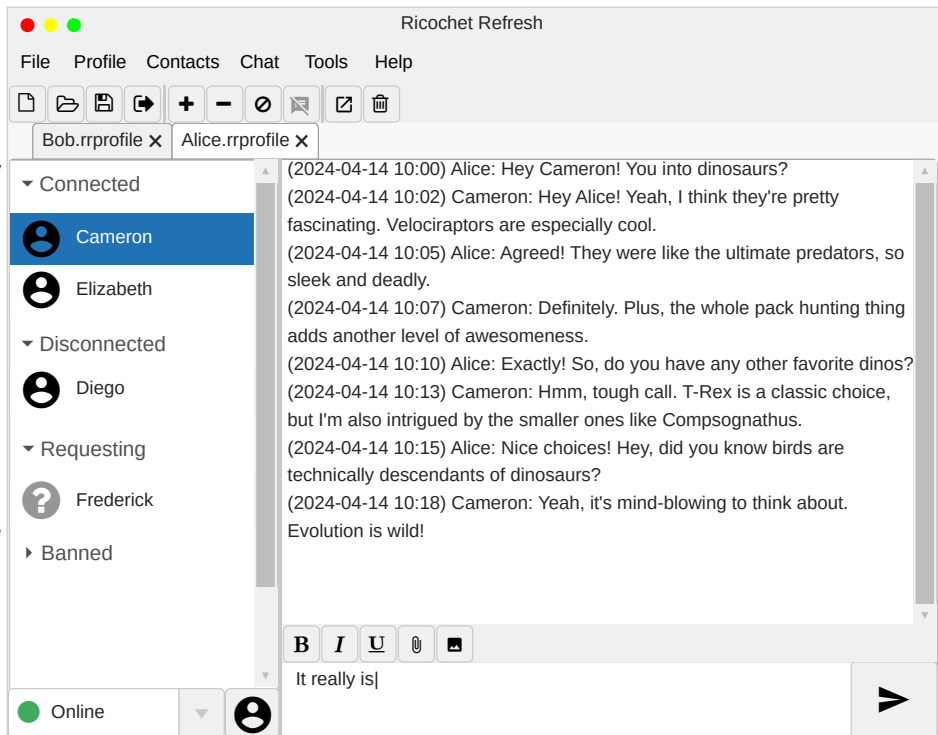 Ricochet Refresh
File Profile Contacts Chat Tools Help
Bob.rrprofile Alice.rrprofile
Connected
Cameron
Elizabeth
Disconnected
Diego
Requesting
Frederick
Banned
Online
(2024-04-14 10:00) Alice: Hey Cameron! You into dinosaurs?
(2024-04-14 10:02) Cameron: Hey Alice! Yeah, I think they're pretty
fascinating. Velociraptors are especially cool.
(2024-04-14 10:05) Alice: Agreed! They were like the ultimate predators, so
sleek and deadly.
(2024-04-14 10:07) Cameron: Definitely. Plus, the whole pack hunting thing
adds another level of awesomeness.
(2024-04-14 10:10) Alice: Exactly! So, do you have any other favorite dinos?
(2024-04-14 10:13) Cameron: Hmm, tough call. T-Rex is a classic choice,
but I'm also intrigued by the smaller ones like Compsognathus.
(2024-04-14 10:15) Alice: Nice choices! Hey, did you know birds are
technically descendants of dinosaurs?
(2024-04-14 10:18) Cameron: Yeah, it's mind-blowing to think about.
Evolution is wild!
B I U
It really is